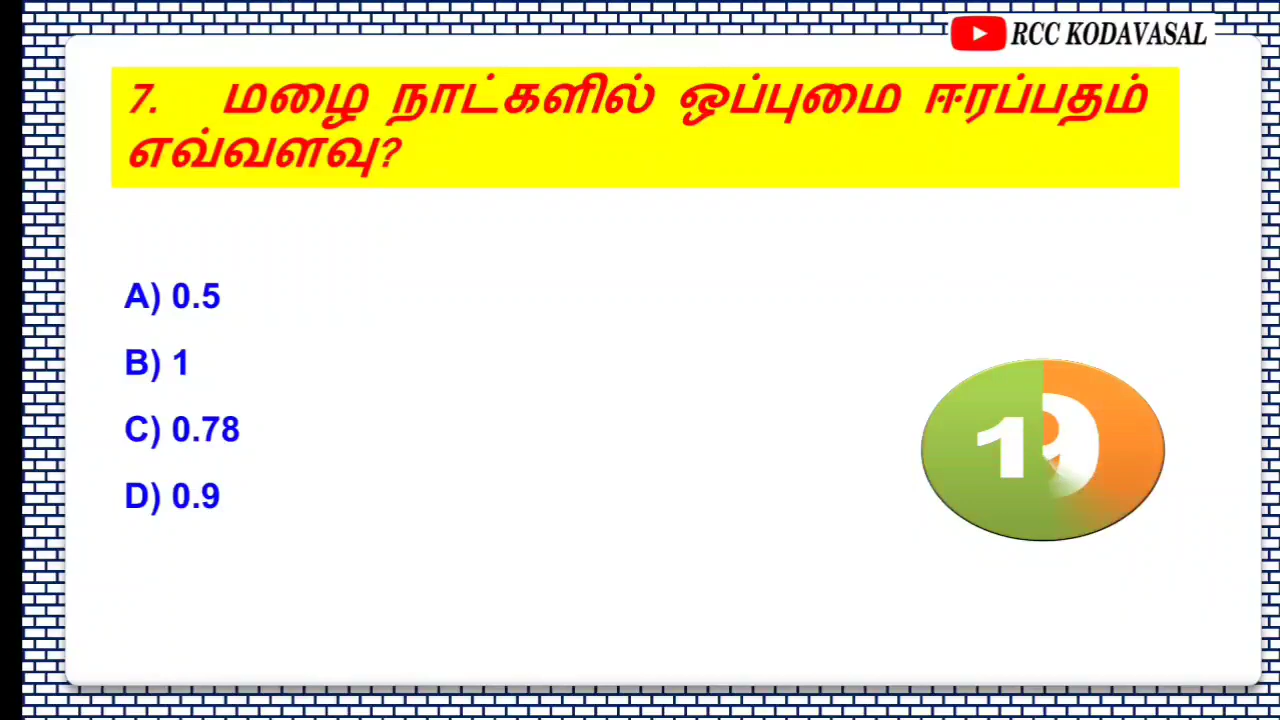 RCC KODAVASAL
7. மழை நாட்களில் ஒப்புமை ஈரப்பதம்
எவ்வளவு?
A) 0.5
B) 1
C) 0.78
D) 0.9